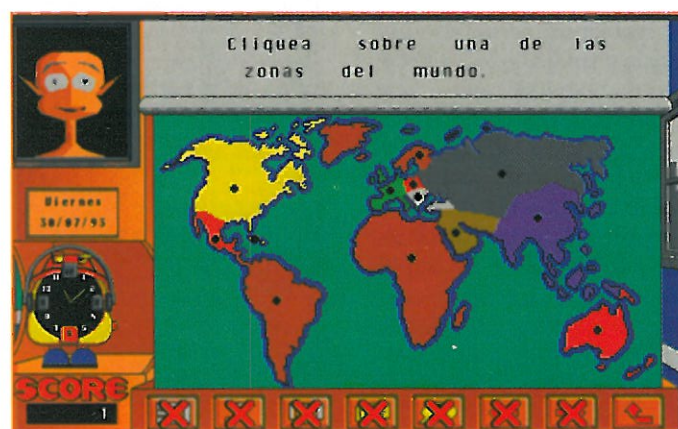 Cliquea sobre una de las
zonas del mundo.
Viernes
30/07/93
SCORE
1